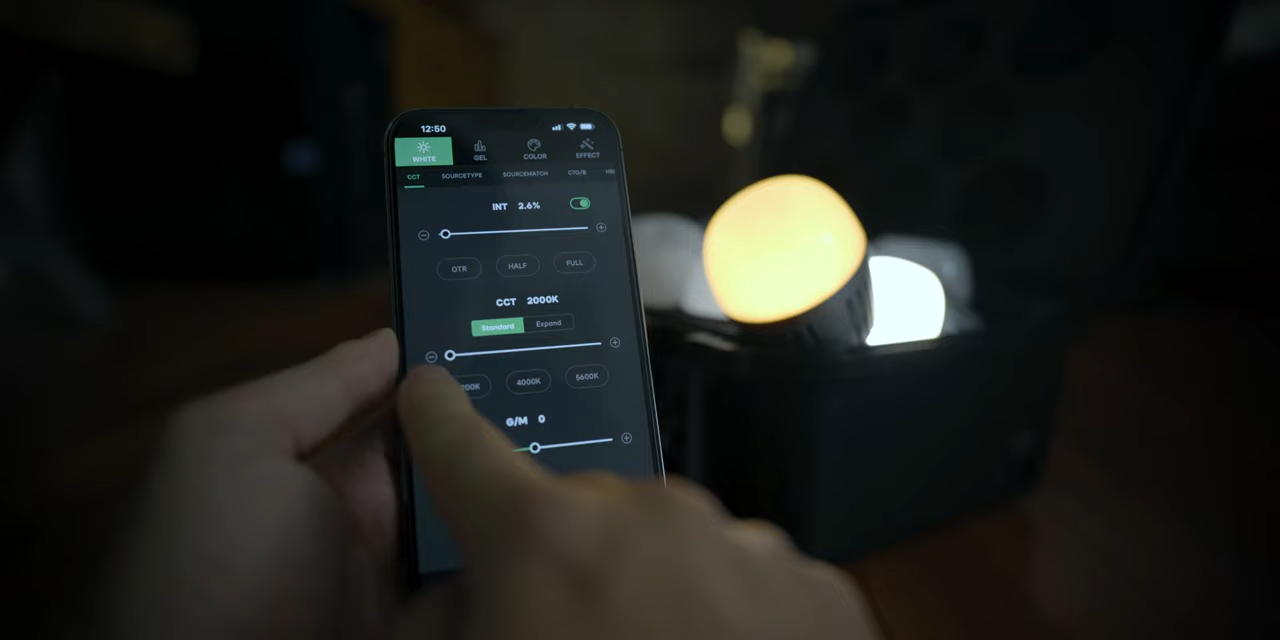 12:50
WHITE GEL COLOR EFFECT
CCT SOURCETYPE SOURCEMATCH CTO/B
INT 2.6%
QTR HALF FULL
CCT 2000K
Standard Expand
4000K 5600K
G/M 0